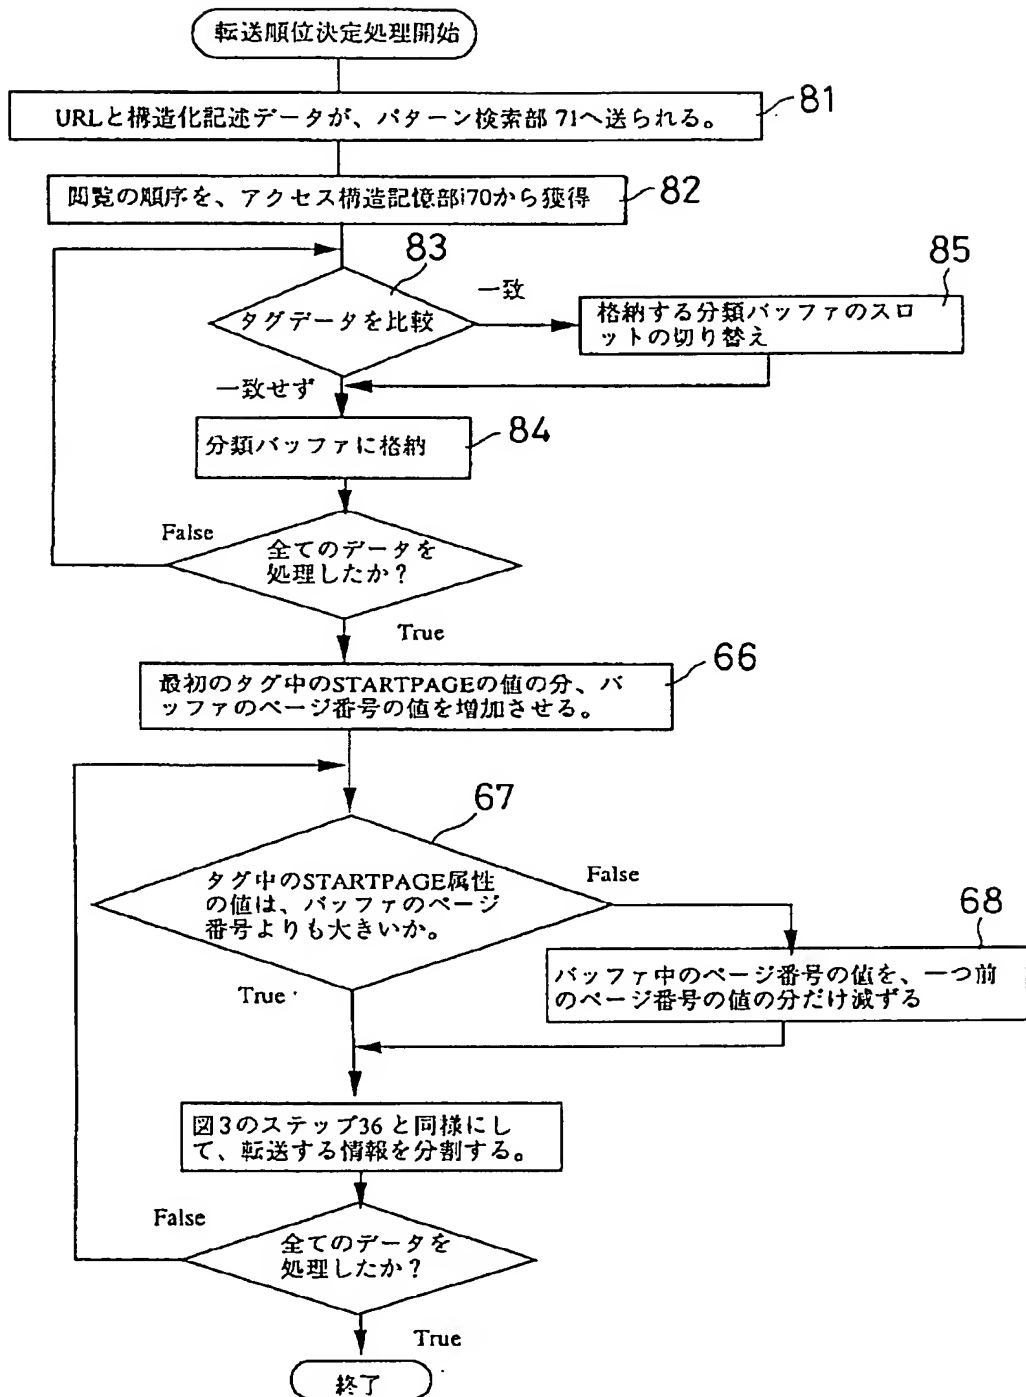 転送順位決定処理開始
81
URLと構造化記述データが、パターン検索部 71へ送られる。
82
閲覧の順序を、アクセス構造記憶部i70から獲得
83
85
タグデータを比較
一致
格納する分類バッファのスロ
ットの切り替え
一致せず
84
分類バッファに格納
False
全てのデータを
処理したか？
True
66
最初のタグ中のSTARTPAGEの値の分、バ
ッファのページ番号の値を増加させる。
67
タグ中のSTARTPAGE属性
の値は、バッファのページ
番号よりも大きいか。
False
68
バッファ中のページ番号の値を、一つ前
のページ番号の値の分だけ減ずる
True
図3のステップ36 と同様にし
て、転送する情報を分割する。
False
全てのデータを
処理したか？
True
終了